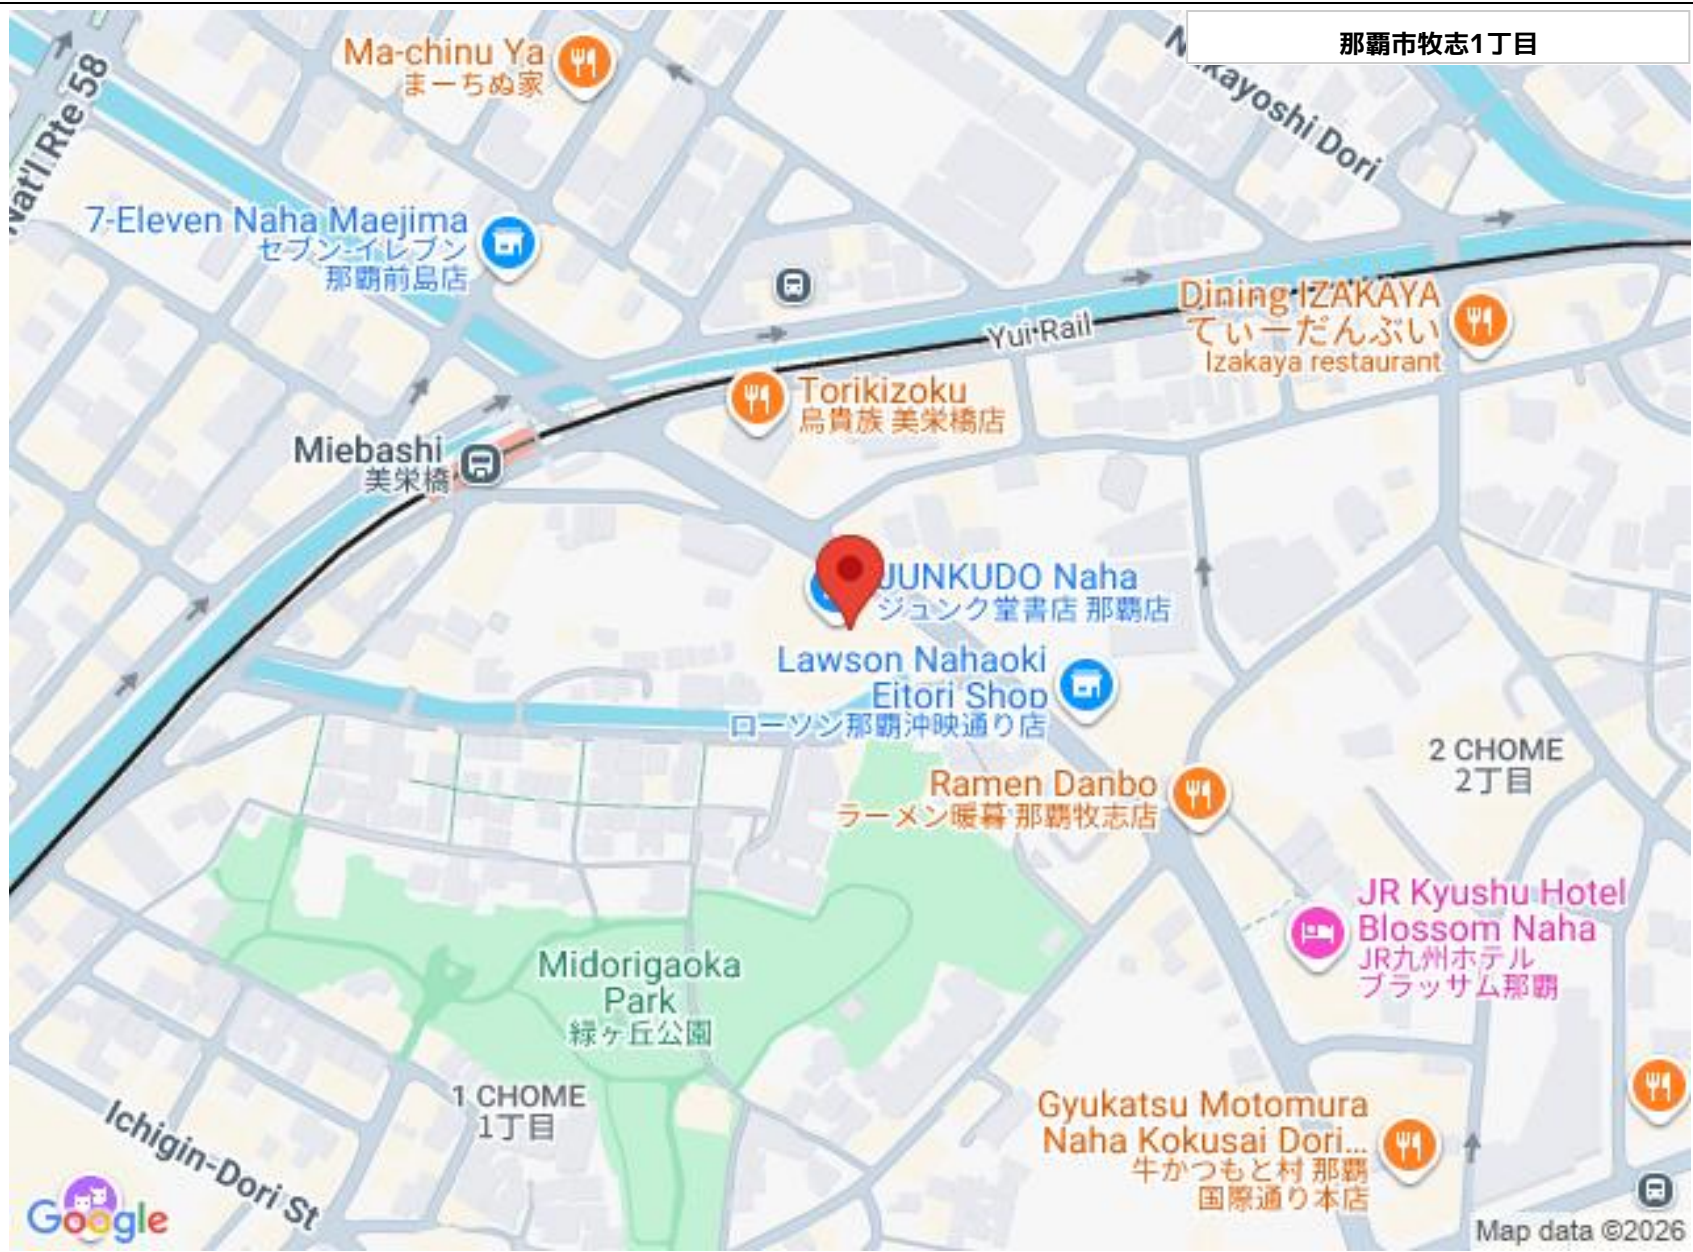 那覇市牧志1丁目
Ma-chinu Ya
まーちぬ家
Nat'l Rte 58
Nakayoshi Dori
7-Eleven Naha Maejima
セブン-イレブン
那覇前島店
Dining IZAKAYA
てぃーだんぶい
Izakaya restaurant
Yui Rail
Torikizoku
鳥貴族 美栄橋店
Miebashi
美栄橋
JUNKUDO Naha
ジュンク堂書店 那覇店
Lawson Nahaoki
Eitori Shop
ローソン那覇沖映通り店
2 CHOME
2丁目
Ramen Danbo
ラーメン暖暮 那覇牧志店
JR Kyushu Hotel
Blossom Naha
JR九州ホテル
ブラッサム那覇
Midorigaoka
Park
緑ヶ丘公園
1 CHOME
1丁目
Gyukatsu Motomura
Naha Kokusai Dori...
牛かつもと村 那覇
国際通り本店
Ichigin-Dori St
Google
Map data ©2026